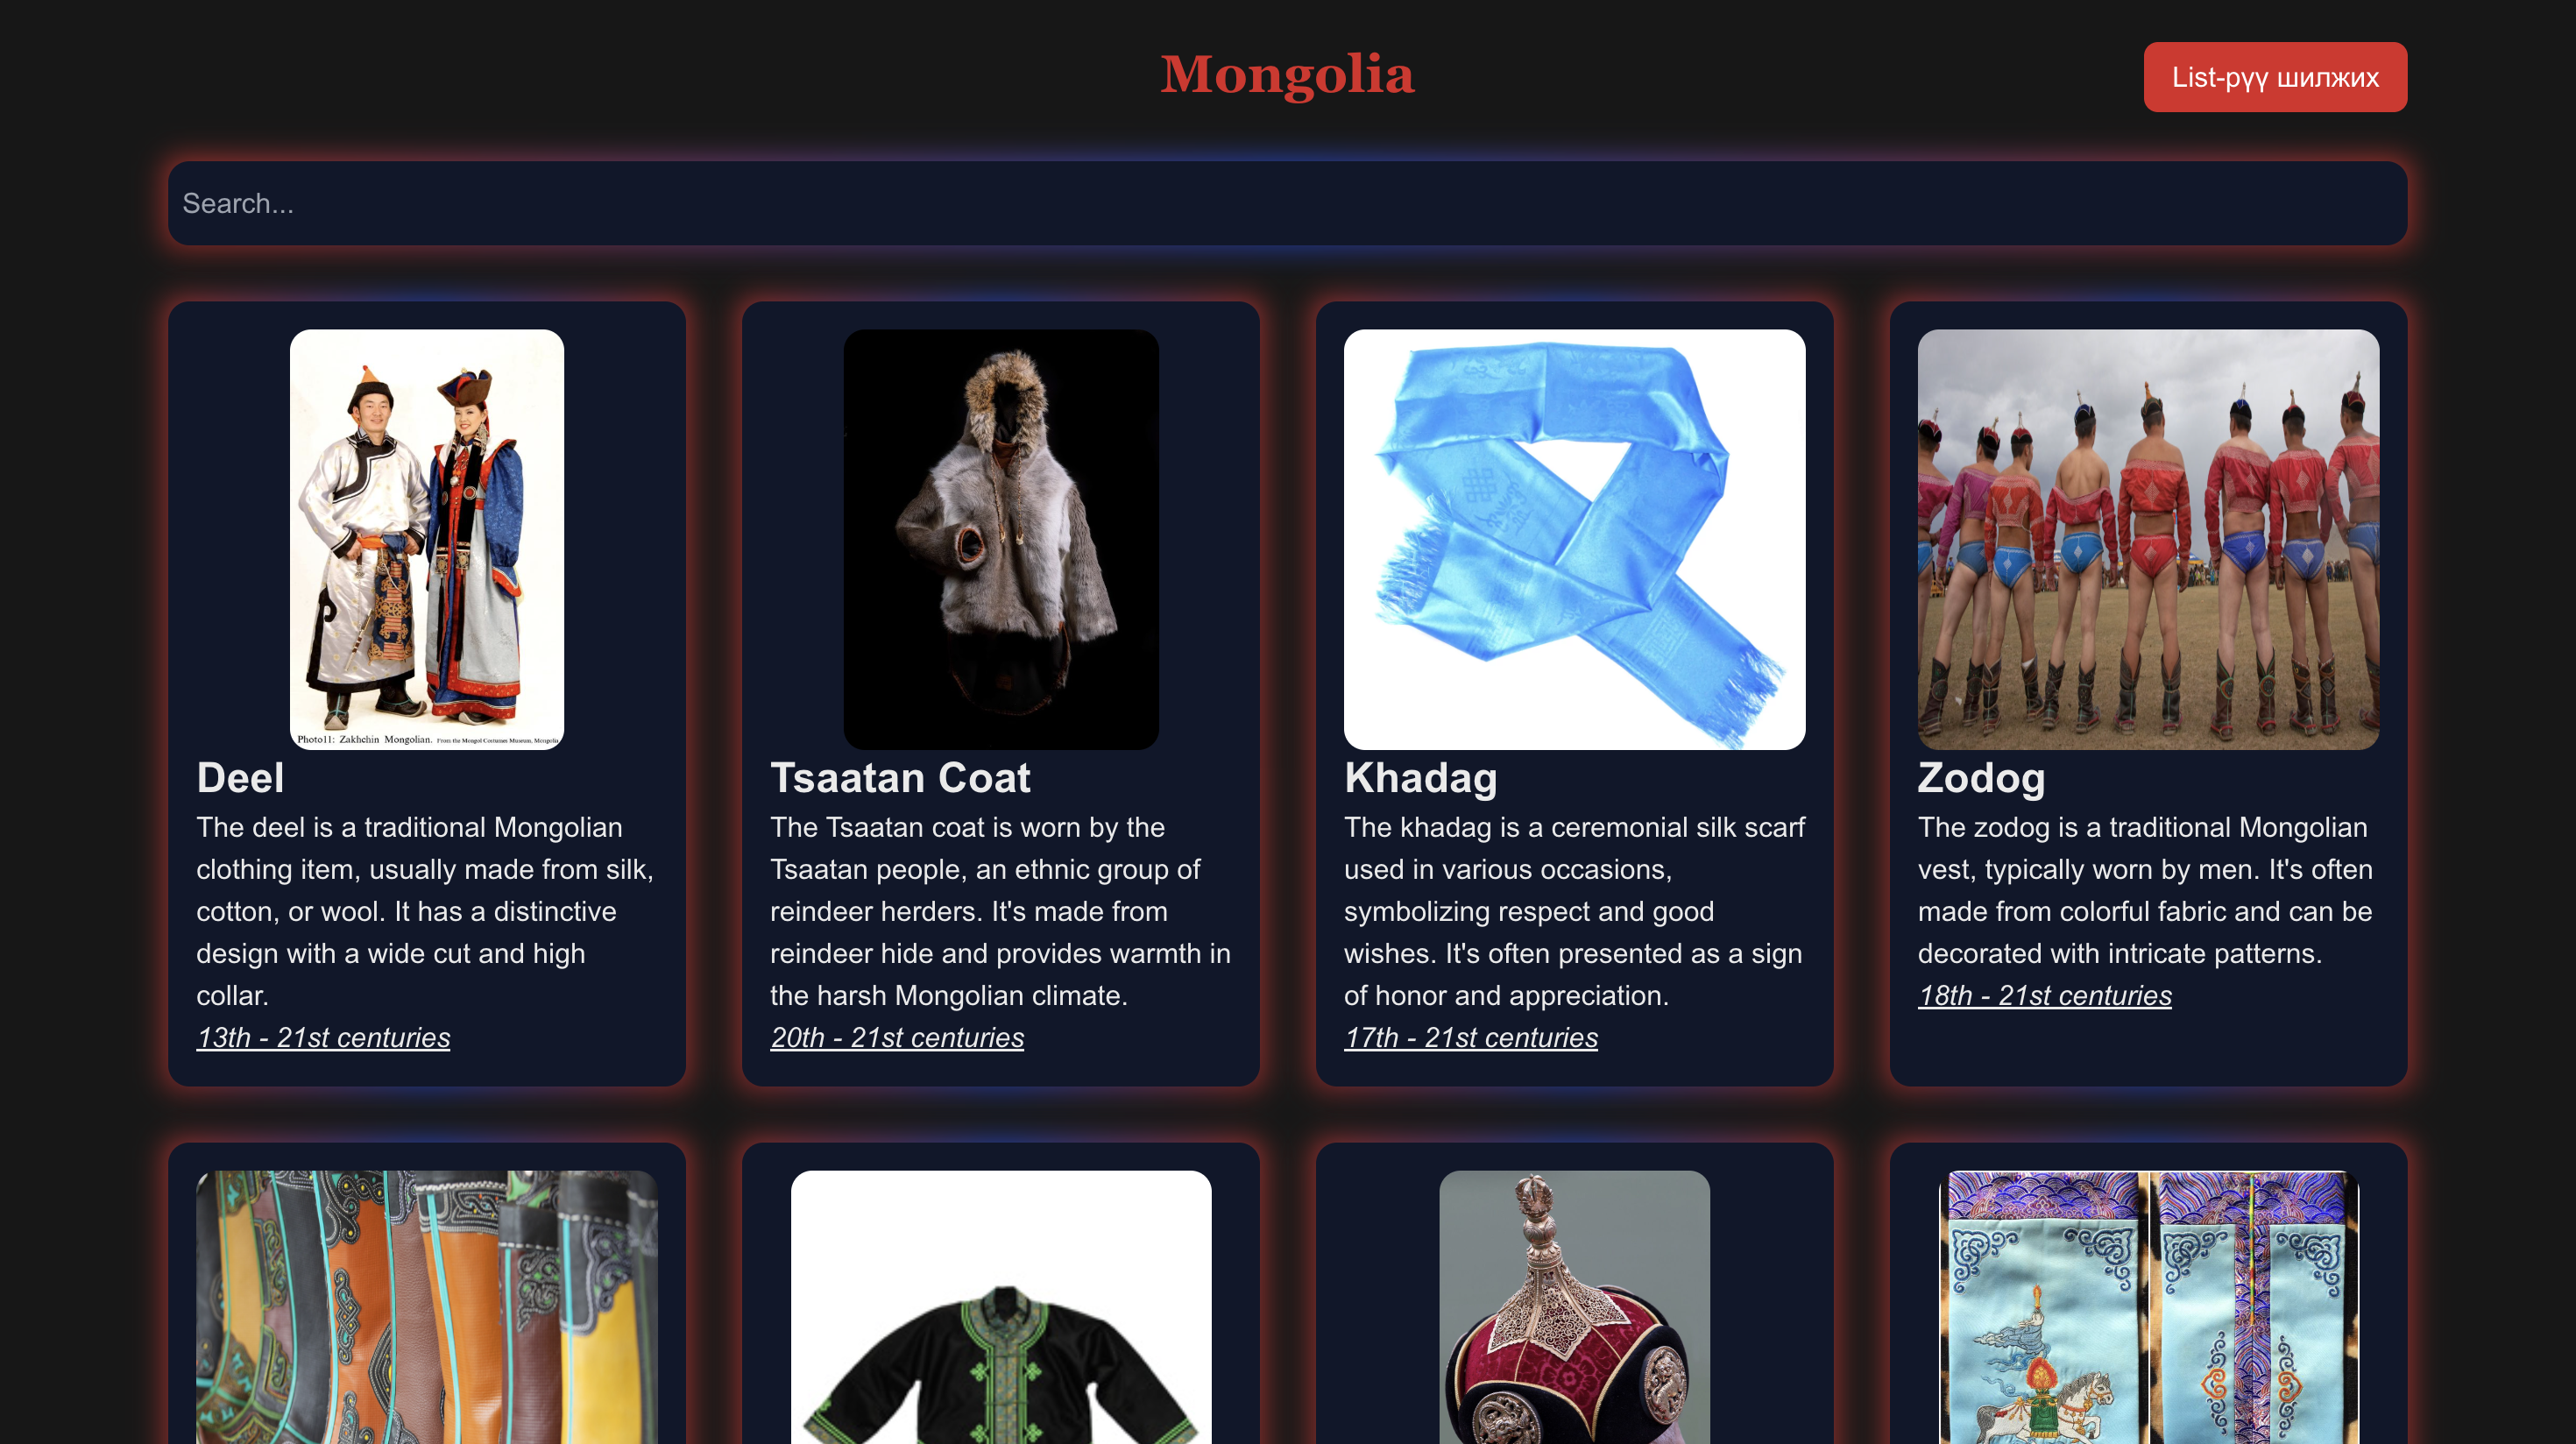 Mongolia
List-рүү шилжих
Search...
Photo11: Zakhchin Mongolian. From the Mongol Costumes Museum, Mongolia
Deel
The deel is a traditional Mongolian
clothing item, usually made from silk,
cotton, or wool. It has a distinctive
design with a wide cut and high
collar.
13th - 21st centuries
Tsaatan Coat
The Tsaatan coat is worn by the
Tsaatan people, an ethnic group of
reindeer herders. It's made from
reindeer hide and provides warmth in
the harsh Mongolian climate.
20th - 21st centuries
Khadag
The khadag is a ceremonial silk scarf
used in various occasions,
symbolizing respect and good
wishes. It's often presented as a sign
of honor and appreciation.
17th - 21st centuries
Zodog
The zodog is a traditional Mongolian
vest, typically worn by men. It's often
made from colorful fabric and can be
decorated with intricate patterns.
18th - 21st centuries